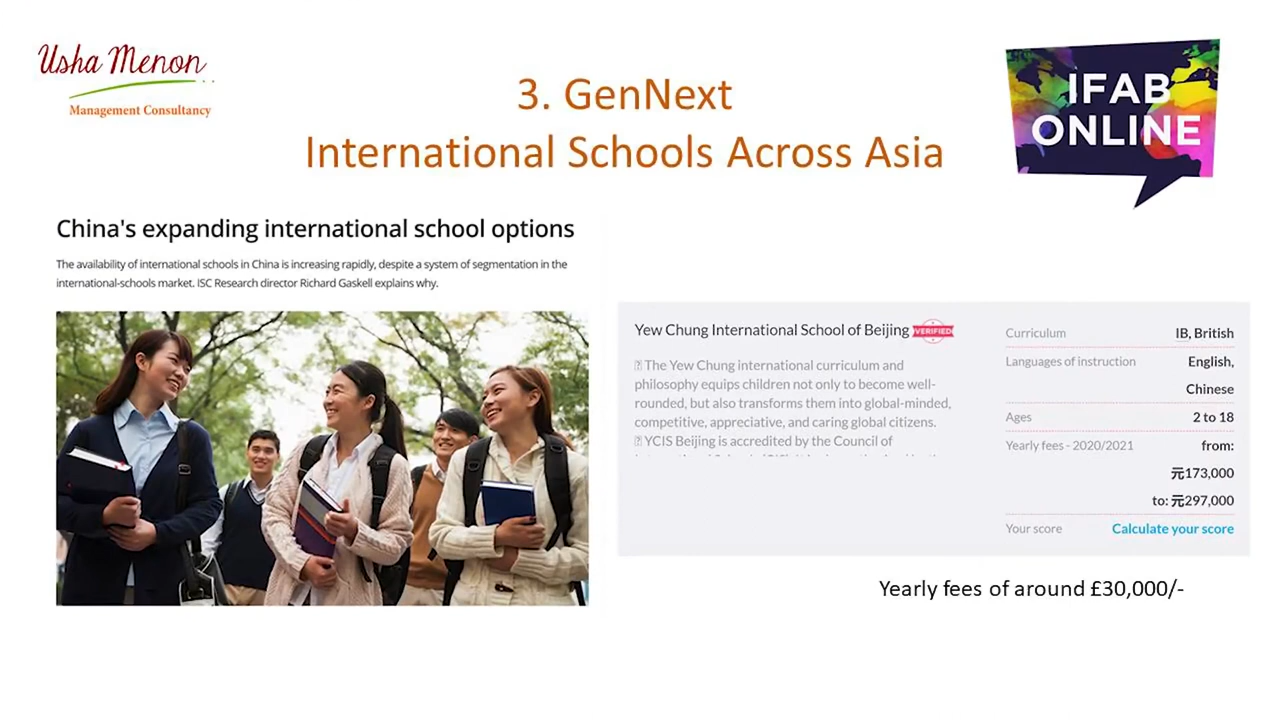 Usha Menon
Management Consultancy
3. GenNext
International Schools Across Asia
IFAB
ONLINE
China's expanding international school options
The availability of international schools in China is increasing rapidly, despite a system of segmentation in the
international-schools market. ISC Research director Richard Gaskell explains why.
Yew Chung International School of Beijing VERIFIED
The Yew Chung international curriculum and
philosophy equips children not only to become well-
rounded, but also transforms them into global-minded,
competitive, appreciative, and caring global citizens.
YCIS Beijing is accredited by the Council of
Curriculum IB, British
Languages of instruction English,
Chinese
Ages 2 to 18
Yearly fees - 2020/2021 from:
元173,000
to: 元297,000
Your score Calculate your score
Yearly fees of around £30,000/-